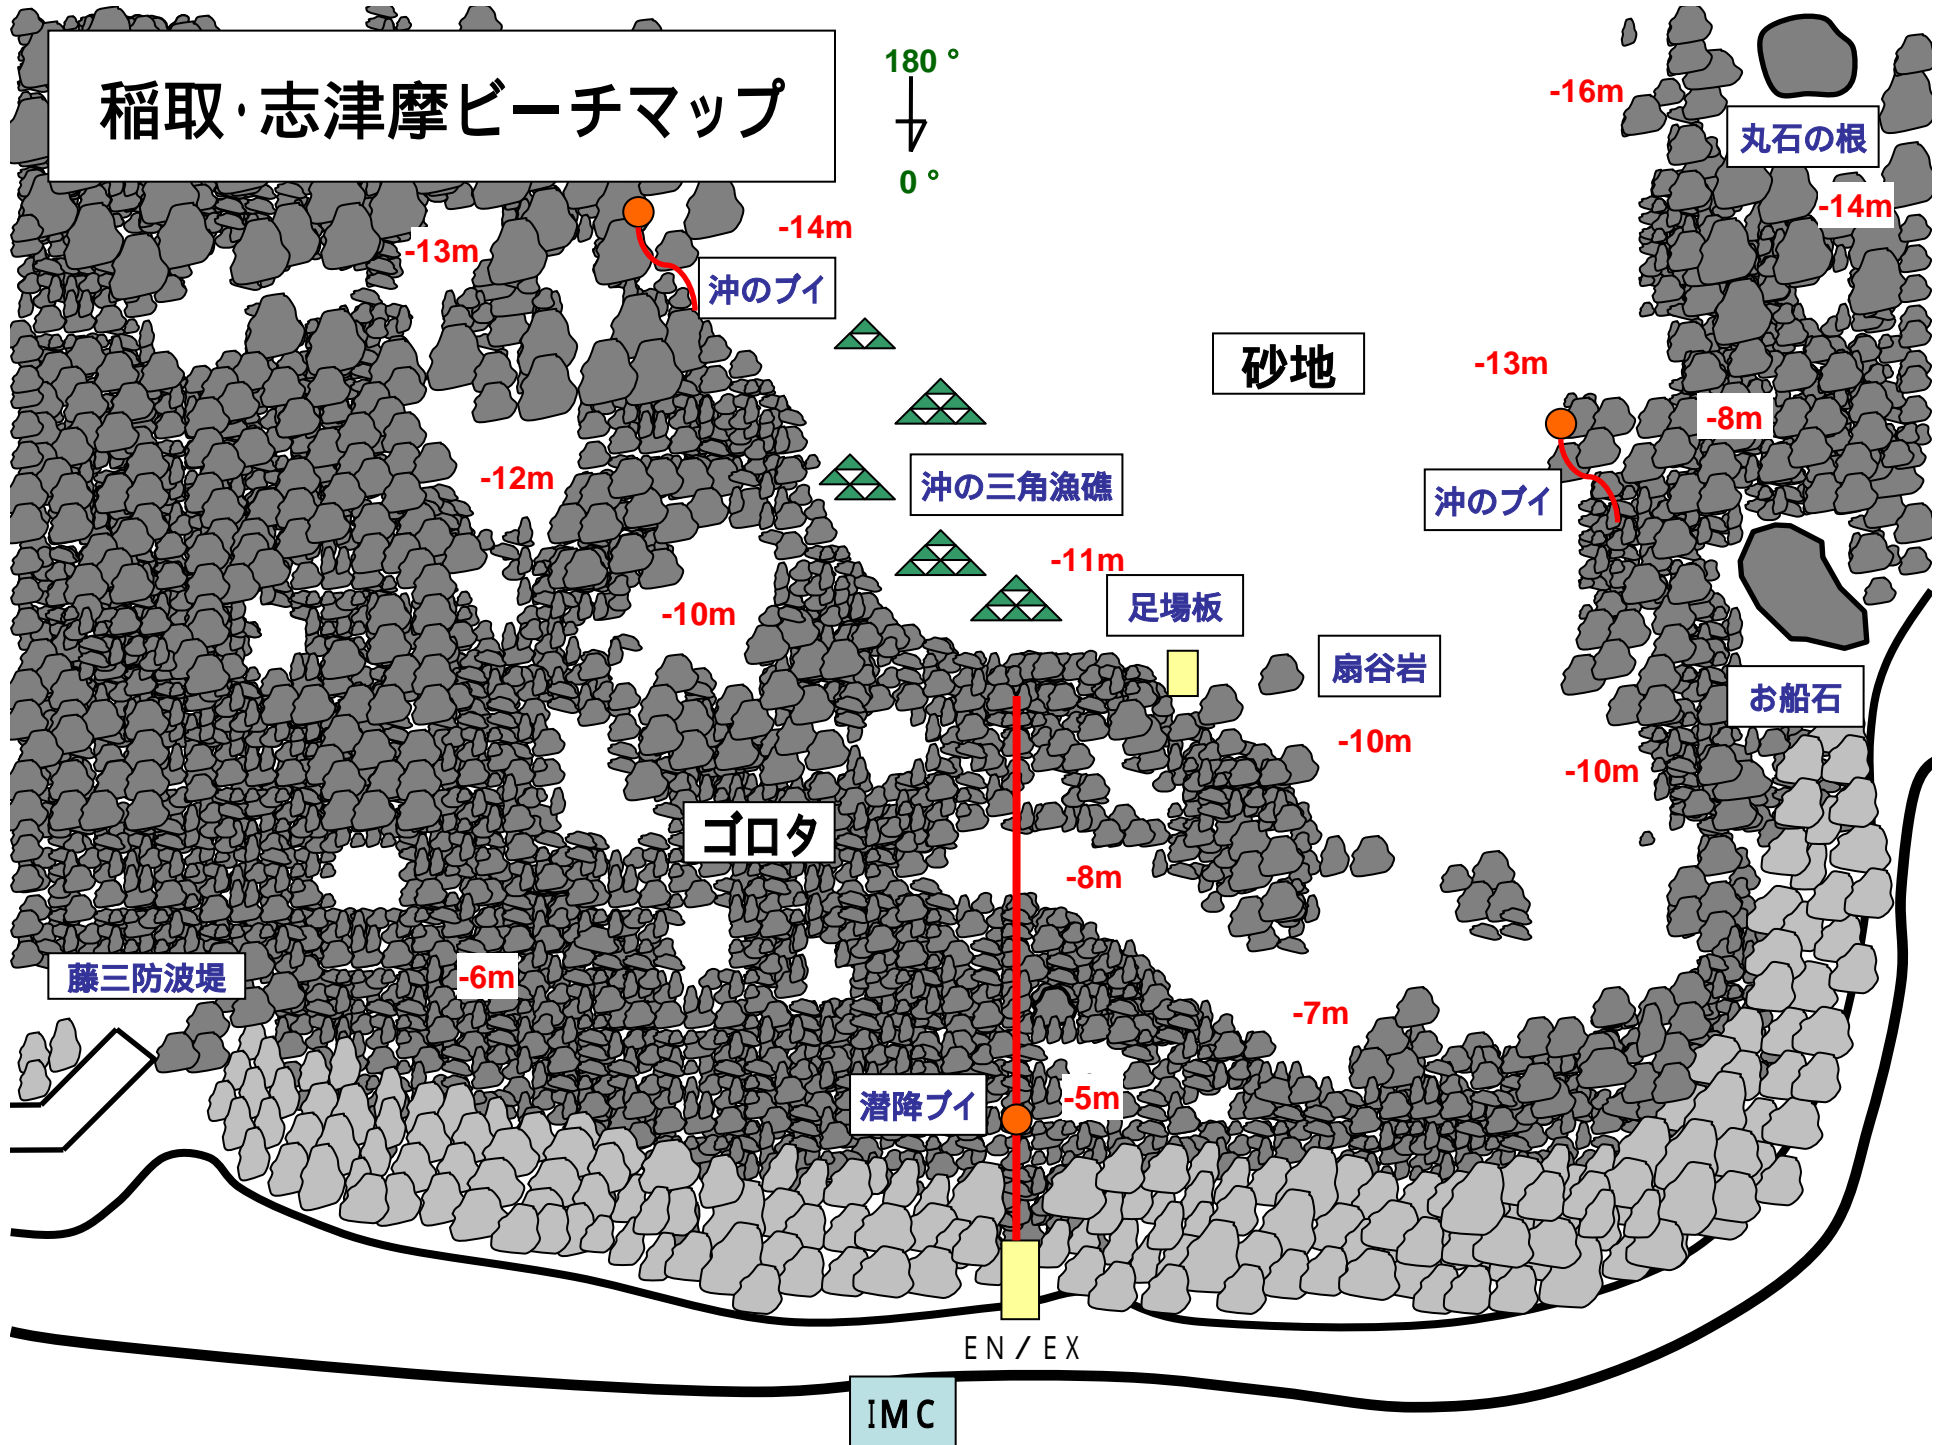 稲取・志津摩ビーチマップ
180°
0°
-16m
丸石の根
-14m
-13m
-14m
沖のブイ
砂地
-13m
-8m
-12m
沖の三角漁礁
沖のブイ
-11m
足場板
-10m
扇谷岩
お船石
-10m
-10m
ゴロタ
-8m
藤三防波堤
-6m
-7m
潜降ブイ
-5m
EN/EX
IMC